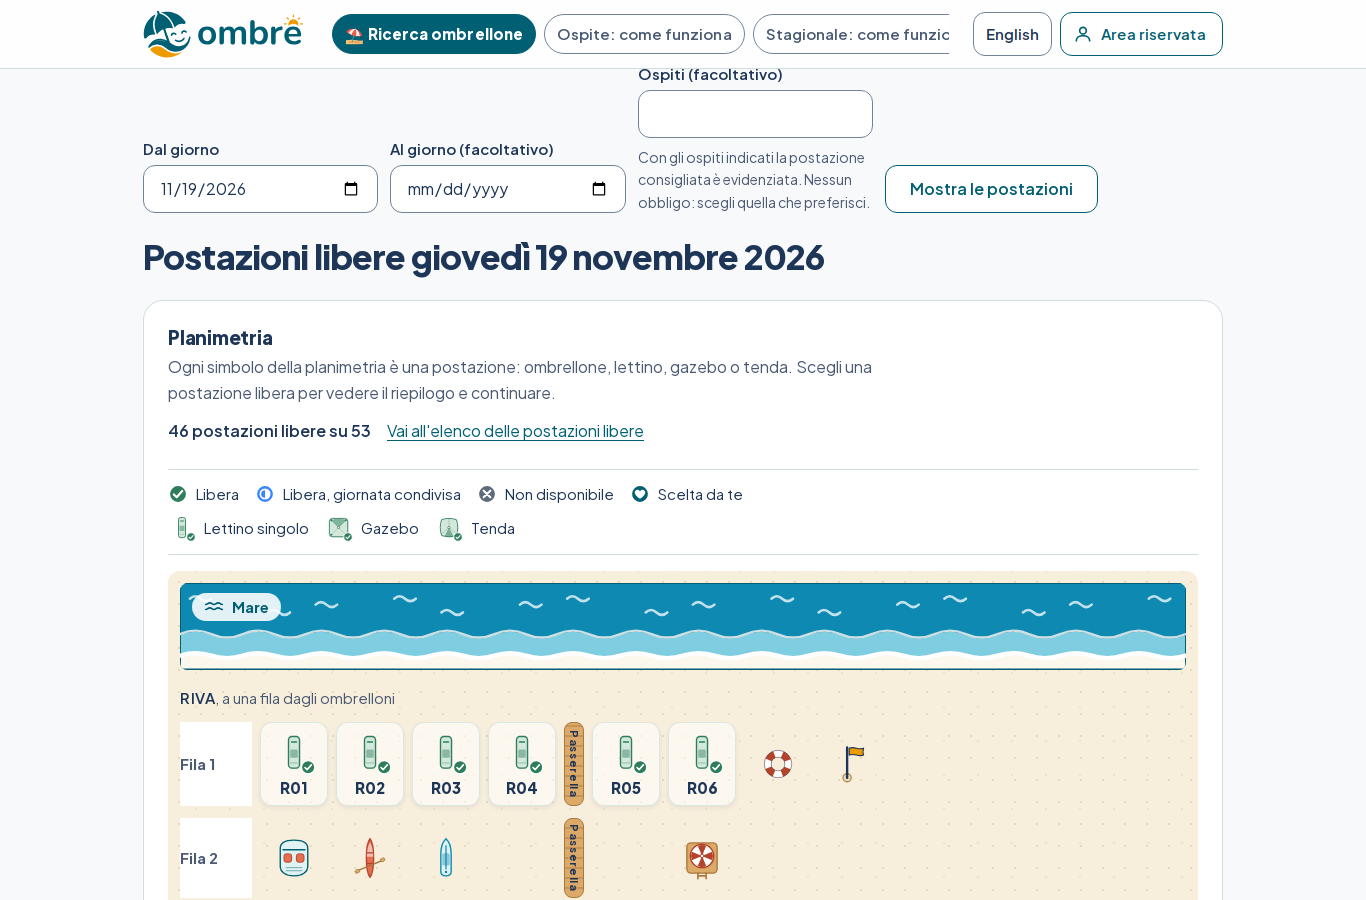 ombrē
Ricerca ombrellone
Ospite: come funziona
Stagionale: come funzio
English
Area riservata
Ospiti (facoltativo)
Dal giorno
Al giorno (facoltativo)
11/19/2026
mm/dd/yyyy
Con gli ospiti indicati la postazione
consigliata è evidenziata. Nessun
obbligo: scegli quella che preferisci.
Mostra le postazioni
Postazioni libere giovedì 19 novembre 2026
Planimetria
Ogni simbolo della planimetria è una postazione: ombrellone, lettino, gazebo o tenda. Scegli una
postazione libera per vedere il riepilogo e continuare.
46 postazioni libere su 53
Vai all'elenco delle postazioni libere
Libera
Libera, giornata condivisa
Non disponibile
Scelta da te
Lettino singolo
Gazebo
Tenda
Mare
RIVA, a una fila dagli ombrelloni
Fila 1
R01
R02
R03
R04
Passerella
R05
R06
Fila 2
Passerella